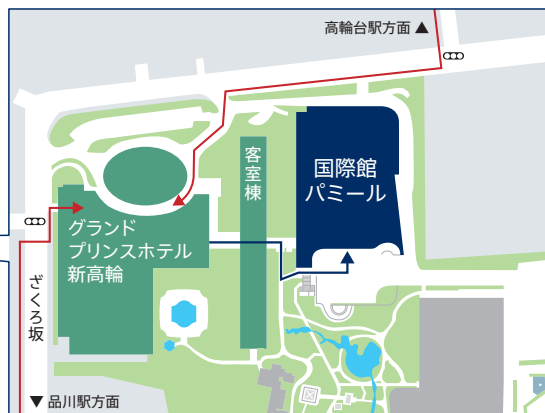 高輪台駅方面 ▲
客室棟
国際館
パミール
グランド
プリンスホテル
新高輪
ざくろ坂
▼ 品川駅方面